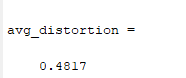 avg_distortion =
0.4817